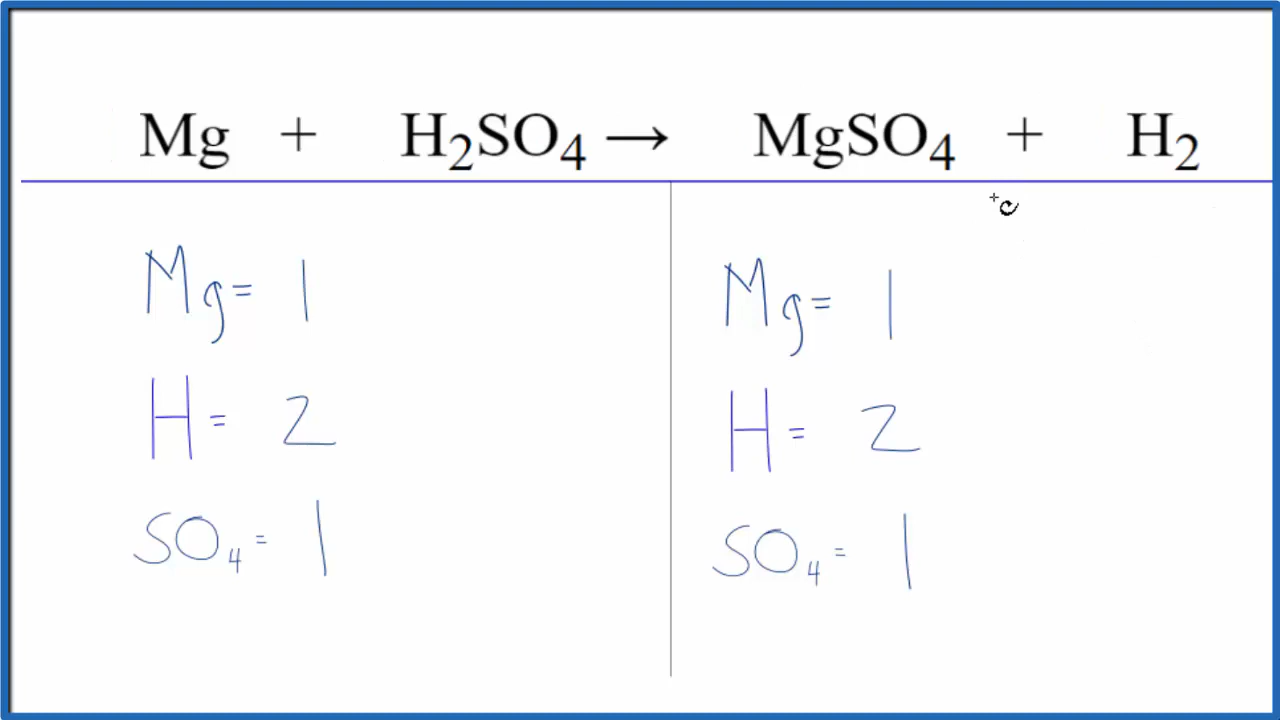 Mg + H₂SO₄ → MgSO₄ + H₂
Mg = 1
H = 2
SO₄ = 1
Mg = 1
H = 2
SO₄ = 1